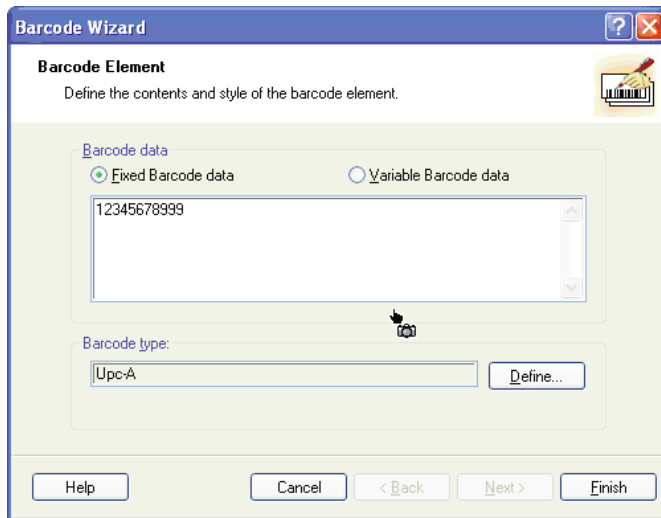 Barcode Wizard
Barcode Element
Define the contents and style of the barcode element.
Barcode data
Fixed Barcode data Variable Barcode data
12345678999
Barcode type:
Upc-A Define...
Help Cancel < Back Next > Finish